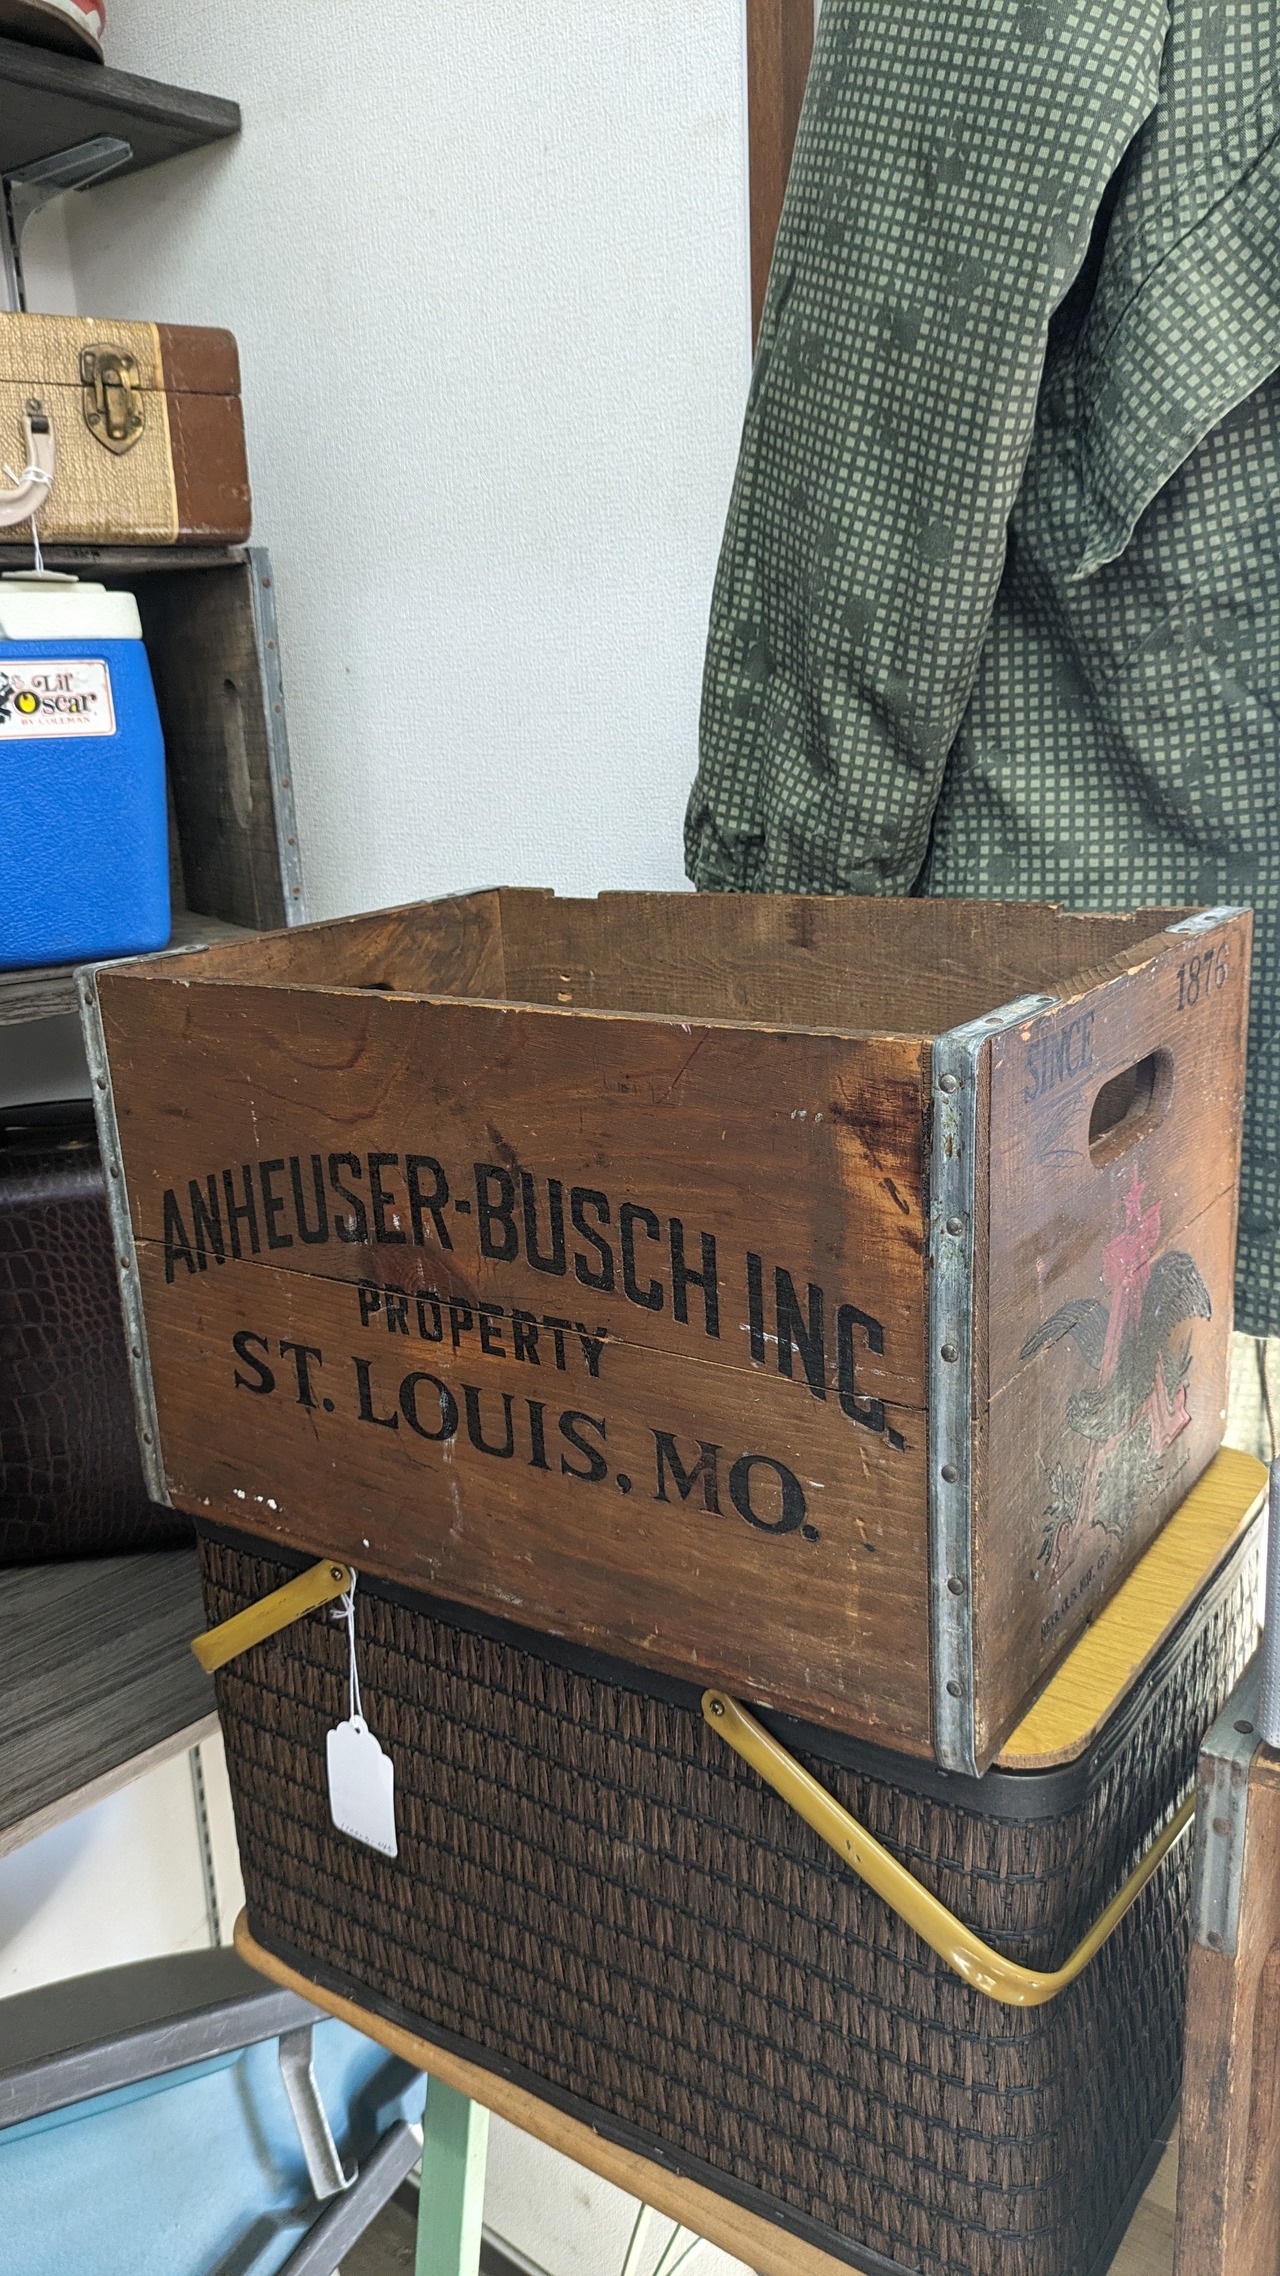 Lil'
Oscar
BY COLEMAN
SINCE 1876
ANHEUSER-BUSCH INC.
PROPERTY
ST. LOUIS, MO.